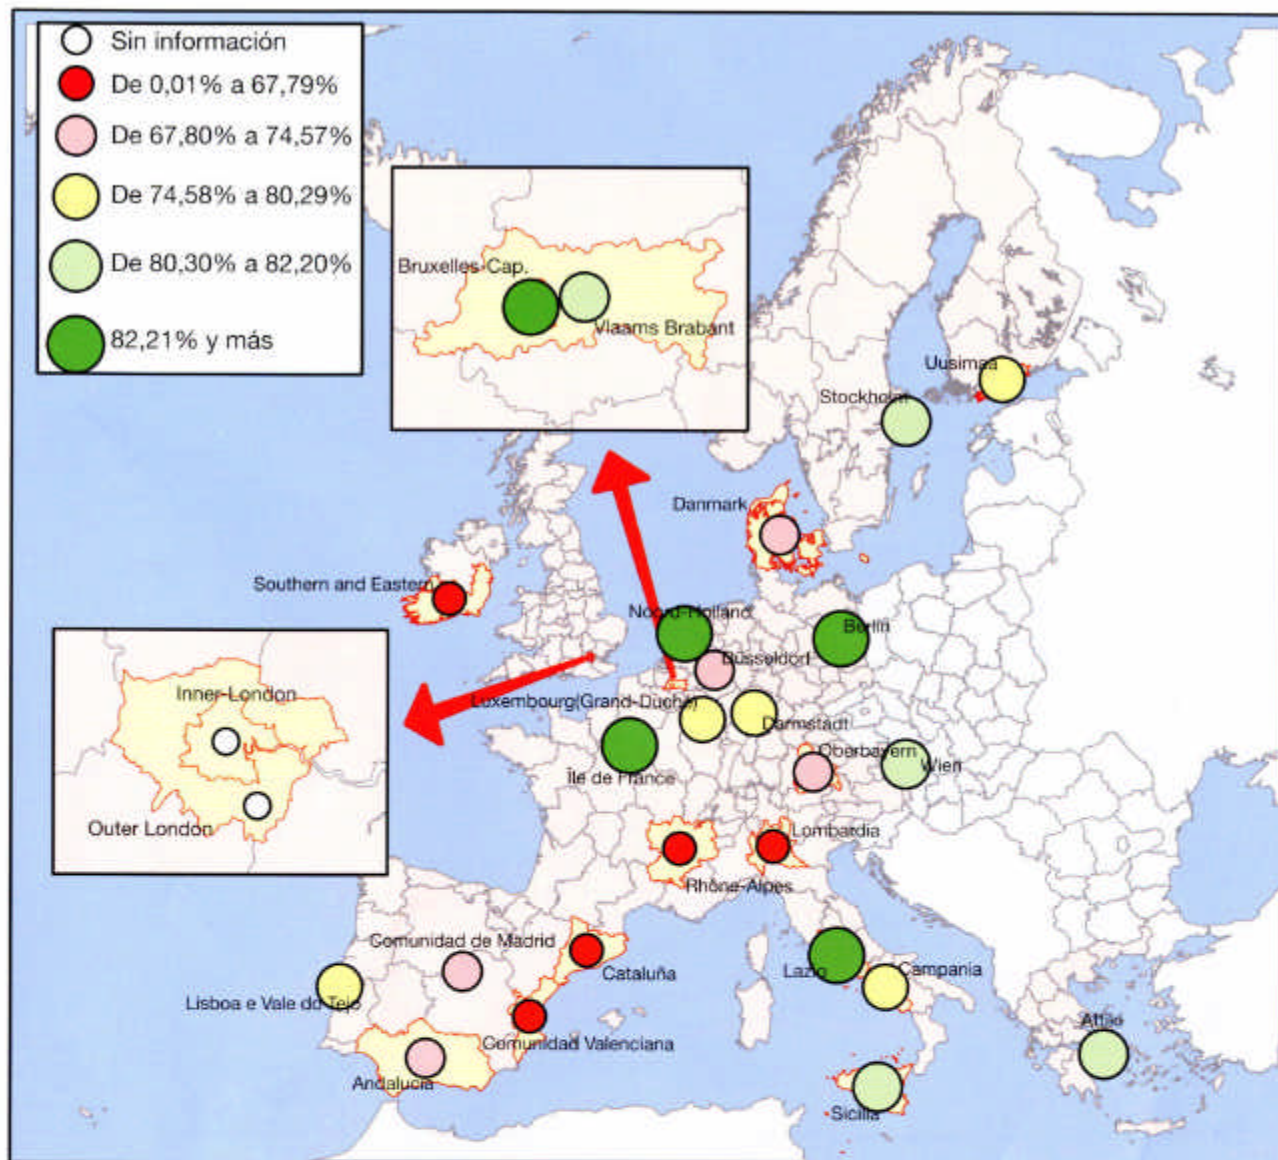 Sin información
De 0,01% a 67,79%
De 67,80% a 74,57%
De 74,58% a 80,29%
De 80,30% a 82,20%
82,21% y más
Bruxelles-Cap.
Vlaams Brabant
Uusimaa
Stockholm
Danmark
Southern and Eastern
Noord-Holland
Berlín
Düsseldorf
Inner-London
Luxembourg(Grand-Duché)
Darmstadt
Oberbayern
Wien
Île de France
Outer London
Lombardia
Rhône-Alpes
Comunidad de Madrid
Cataluña
Lazio
Campania
Lisboa e Vale do Tejo
Attiki
Comunidad Valenciana
Andalucía
Sicilia